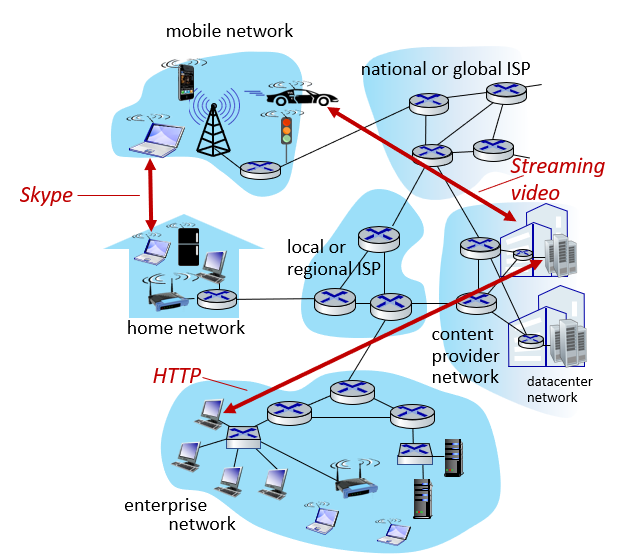 mobile network
national or global ISP
Streaming
video
Skype
local or
regional ISP
home network
content
provider
network
datacenter
network
HTTP
enterprise
network